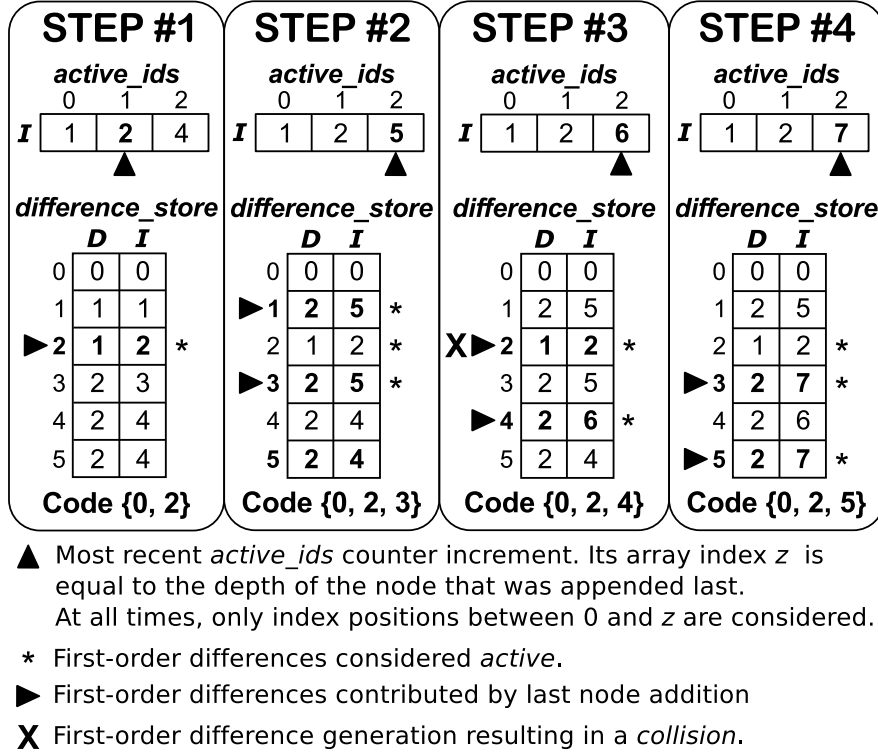 STEP #1 STEP #2 STEP #3 STEP #4
active_ids active_ids active_ids active_ids
0 1 2 0 1 2 0 1 2 0 1 2
I 1 2 4 I 1 2 5 I 1 2 6 I 1 2 7
difference_store difference_store difference_store difference_store
D I D I D I D I
0 0 0 0 0 0 0 0 0 0 0 0
1 1 1 ▶1 2 5 * 1 2 5 1 2 5
▶2 1 2 * 2 1 2 * X▶2 1 2 * 2 1 2 *
3 2 3 ▶3 2 5 * 3 2 5 ▶3 2 7 *
4 2 4 4 2 4 ▶4 2 6 * 4 2 6
5 2 4 5 2 4 5 2 4 ▶5 2 7 *
Code {0, 2} Code {0, 2, 3} Code {0, 2, 4} Code {0, 2, 5}
▲ Most recent active_ids counter increment. Its array index z is
equal to the depth of the node that was appended last.
At all times, only index positions between 0 and z are considered.
* First-order differences considered active.
▶ First-order differences contributed by last node addition
X First-order difference generation resulting in a collision.